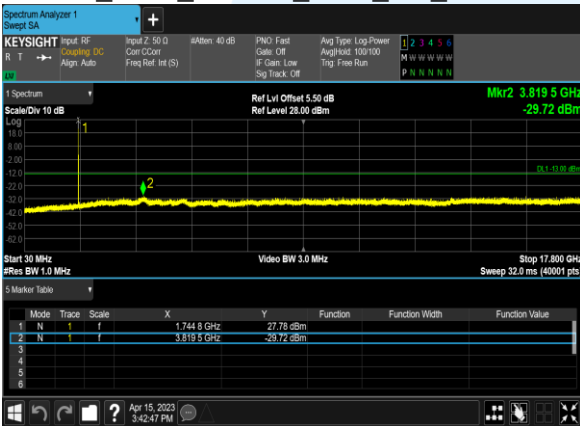 Spectrum Analyzer 1
Swept SA
+
KEYSIGHT Input: RF Input Z: 50 Ω #Atten: 40 dB PNO: Fast Avg Type: Log-Power 1 2 3 4 5 6
R T Coupling: DC Corr CCorr Gate: Off Avg|Hold: 100/100 M W W W W W
Align: Auto Freq Ref: Int (S) IF Gain: Low Trig: Free Run
Sig Track: Off P N N N N N
1 Spectrum
Mkr2 3.819 5 GHz
Ref Lvl Offset 5.50 dB
Scale/Div 10 dB Ref Level 28.00 dBm -29.72 dBm
Log
1
18.0
8.00
-2.00
DL1 -13.00 dBm
-12.0
2
-22.0
-32.0
-42.0
-52.0
-62.0
Start 30 MHz Video BW 3.0 MHz Stop 17.800 GHz
#Res BW 1.0 MHz Sweep 32.0 ms (40001 pts)
5 Marker Table
Mode Trace Scale X Y Function Function Width Function Value
1 N 1 f 1.744 8 GHz 27.78 dBm
2 N 1 f 3.819 5 GHz -29.72 dBm
3
4
5
6
? Apr 15, 2023
3:42:47 PM